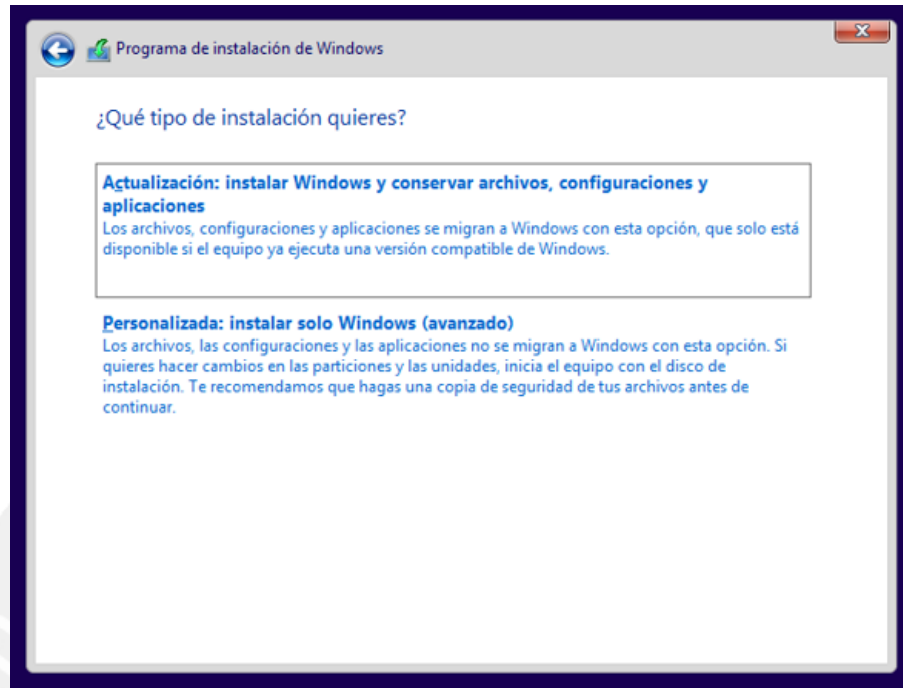 Programa de instalación de Windows
¿Qué tipo de instalación quieres?
Actualización: instalar Windows y conservar archivos, configuraciones y
aplicaciones
Los archivos, configuraciones y aplicaciones se migran a Windows con esta opción, que solo está
disponible si el equipo ya ejecuta una versión compatible de Windows.
Personalizada: instalar solo Windows (avanzado)
Los archivos, las configuraciones y las aplicaciones no se migran a Windows con esta opción. Si
quieres hacer cambios en las particiones y las unidades, inicia el equipo con el disco de
instalación. Te recomendamos que hagas una copia de seguridad de tus archivos antes de
continuar.